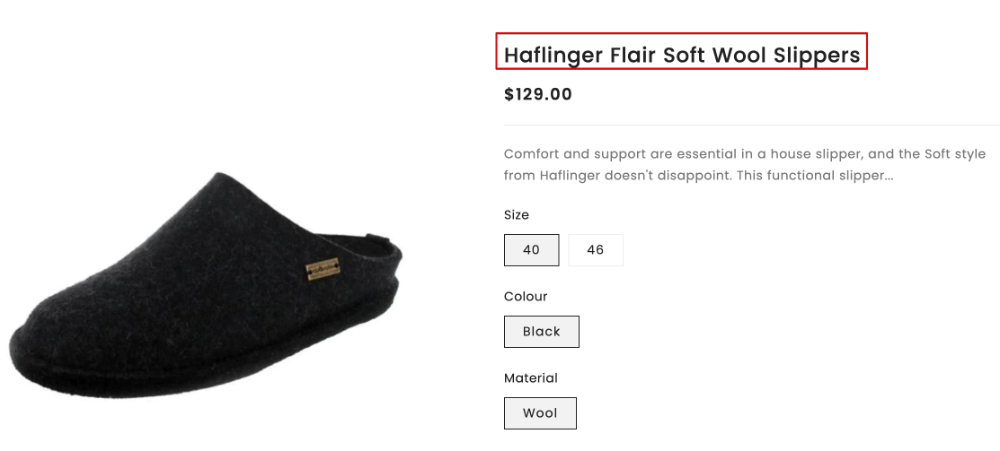 Haflinger Flair Soft Wool Slippers
$129.00
Comfort and support are essential in a house slipper, and the Soft style
from Haflinger doesn't disappoint. This functional slipper...
Size
40 46
Colour
Black
Material
Wool